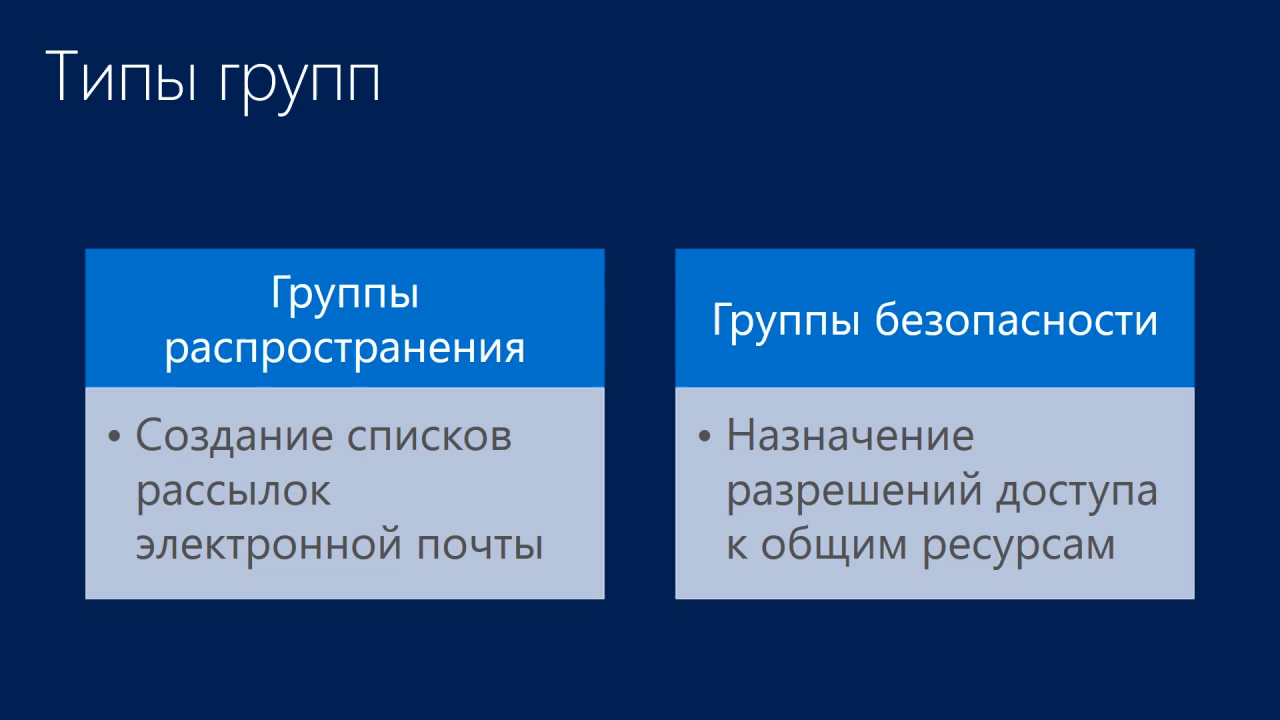 Типы групп
Группы
распространения
• Создание списков
рассылок
электронной почты
Группы безопасности
• Назначение
разрешений доступа
к общим ресурсам